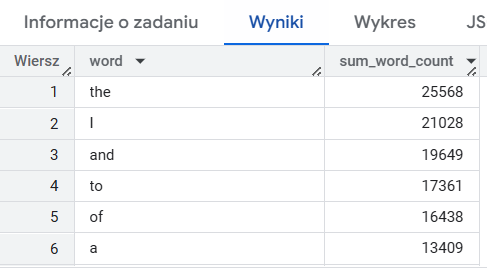 Informacje o zadaniu Wyniki Wykres JS
Wiersz word sum_word_count
1 the 25568
2 I 21028
3 and 19649
4 to 17361
5 of 16438
6 a 13409